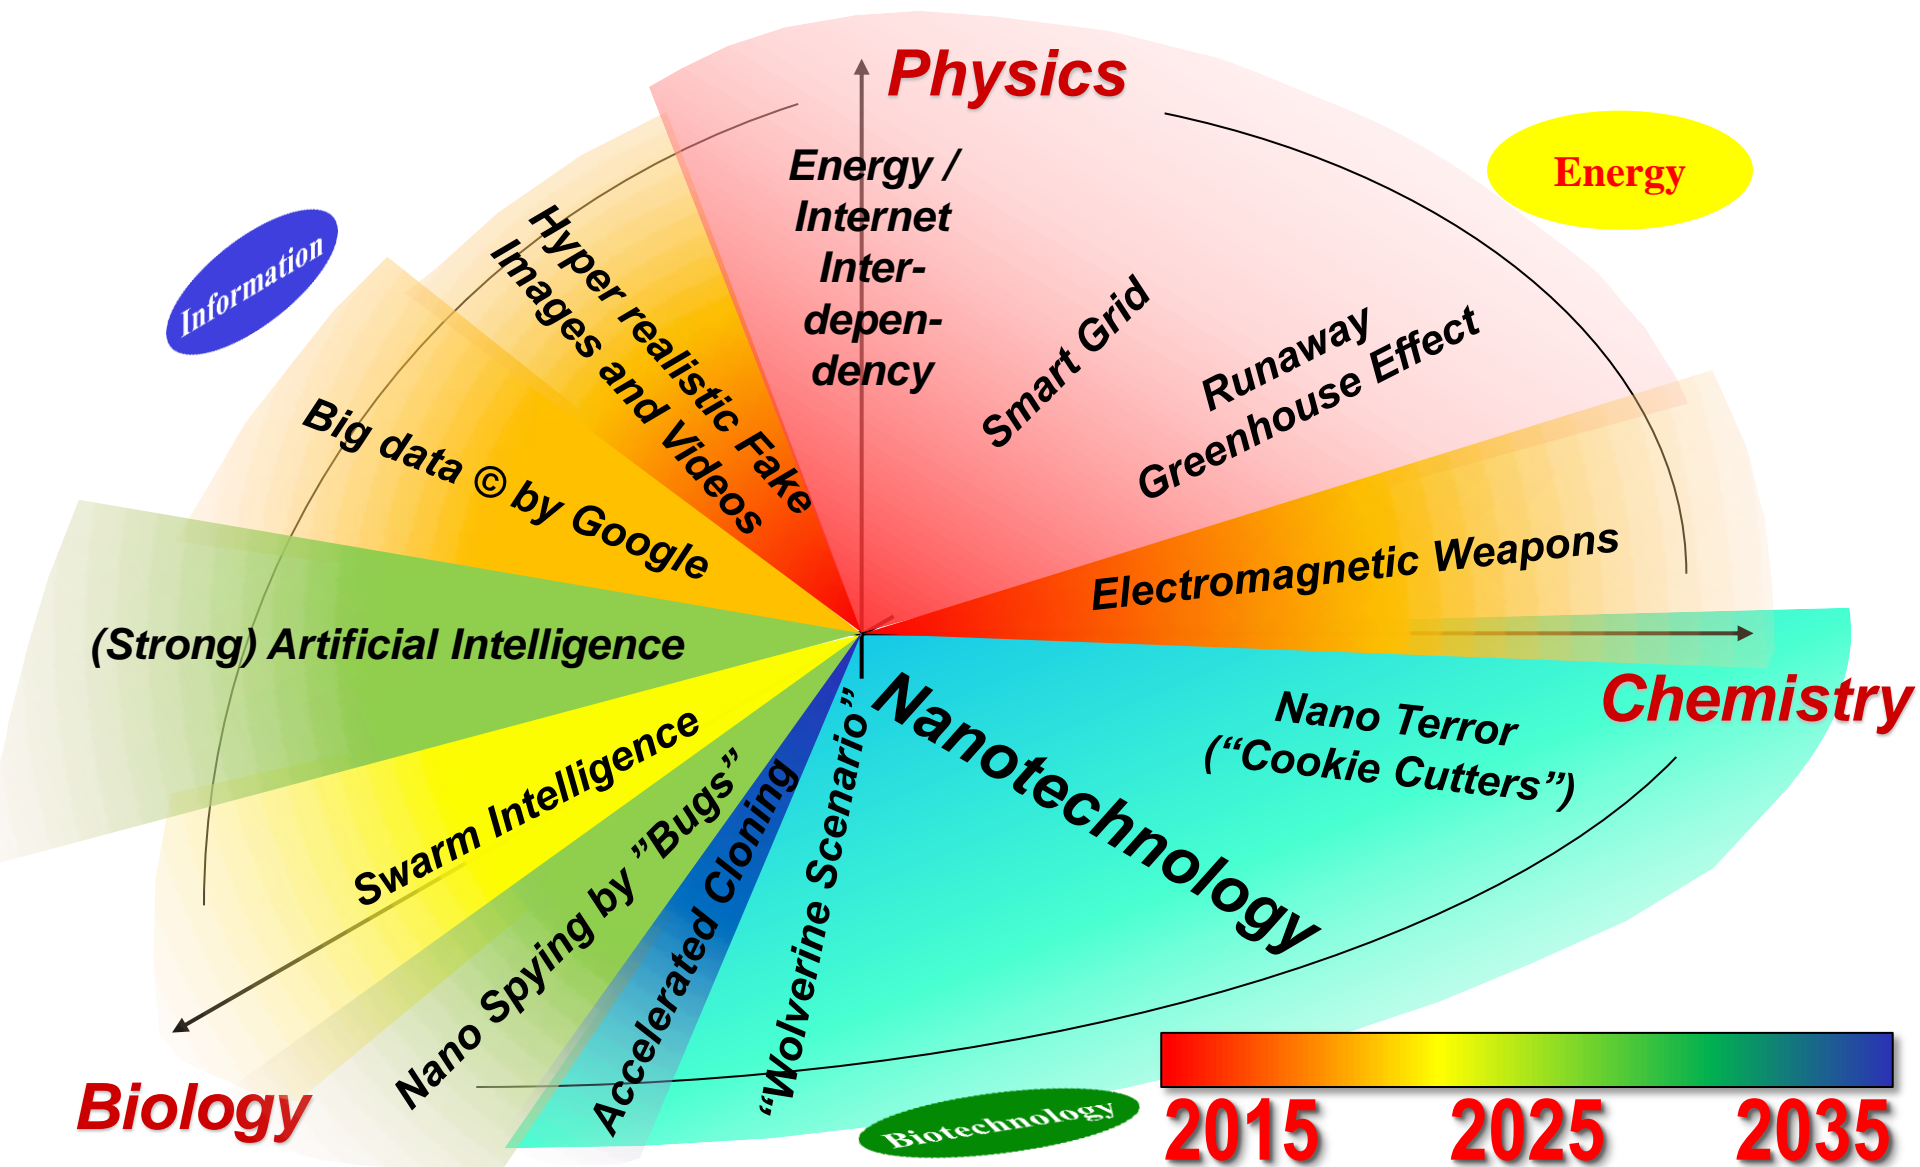 Physics
Energy
Energy /
Internet
Inter-
depen-
dency
Information
Hyper realistic Fake
Images and Videos
Smart Grid
Runaway
Greenhouse Effect
Big data © by Google
Electromagnetic Weapons
(Strong) Artificial Intelligence
Chemistry
Nano Terror
(“Cookie Cutters”)
Nanotechnology
Swarm Intelligence
Nano Spying by ”Bugs”
Accelerated Cloning
“Wolverine Scenario”
Biology
Biotechnology
2015 2025 2035